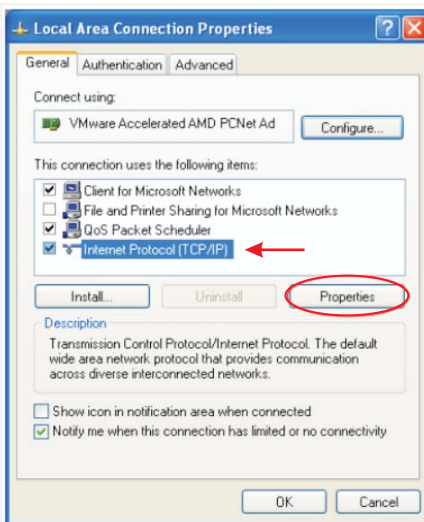 Local Area Connection Properties
General Authentication Advanced
Connect using:
VMware Accelerated AMD PCNet Ad
Configure...
This connection uses the following items:
Client for Microsoft Networks
File and Printer Sharing for Microsoft Networks
QoS Packet Scheduler
Internet Protocol (TCP/IP)
Install... Uninstall Properties
Description
Transmission Control Protocol/Internet Protocol. The default
wide area network protocol that provides communication
across diverse interconnected networks.
Show icon in notification area when connected
Notify me when this connection has limited or no connectivity
OK Cancel